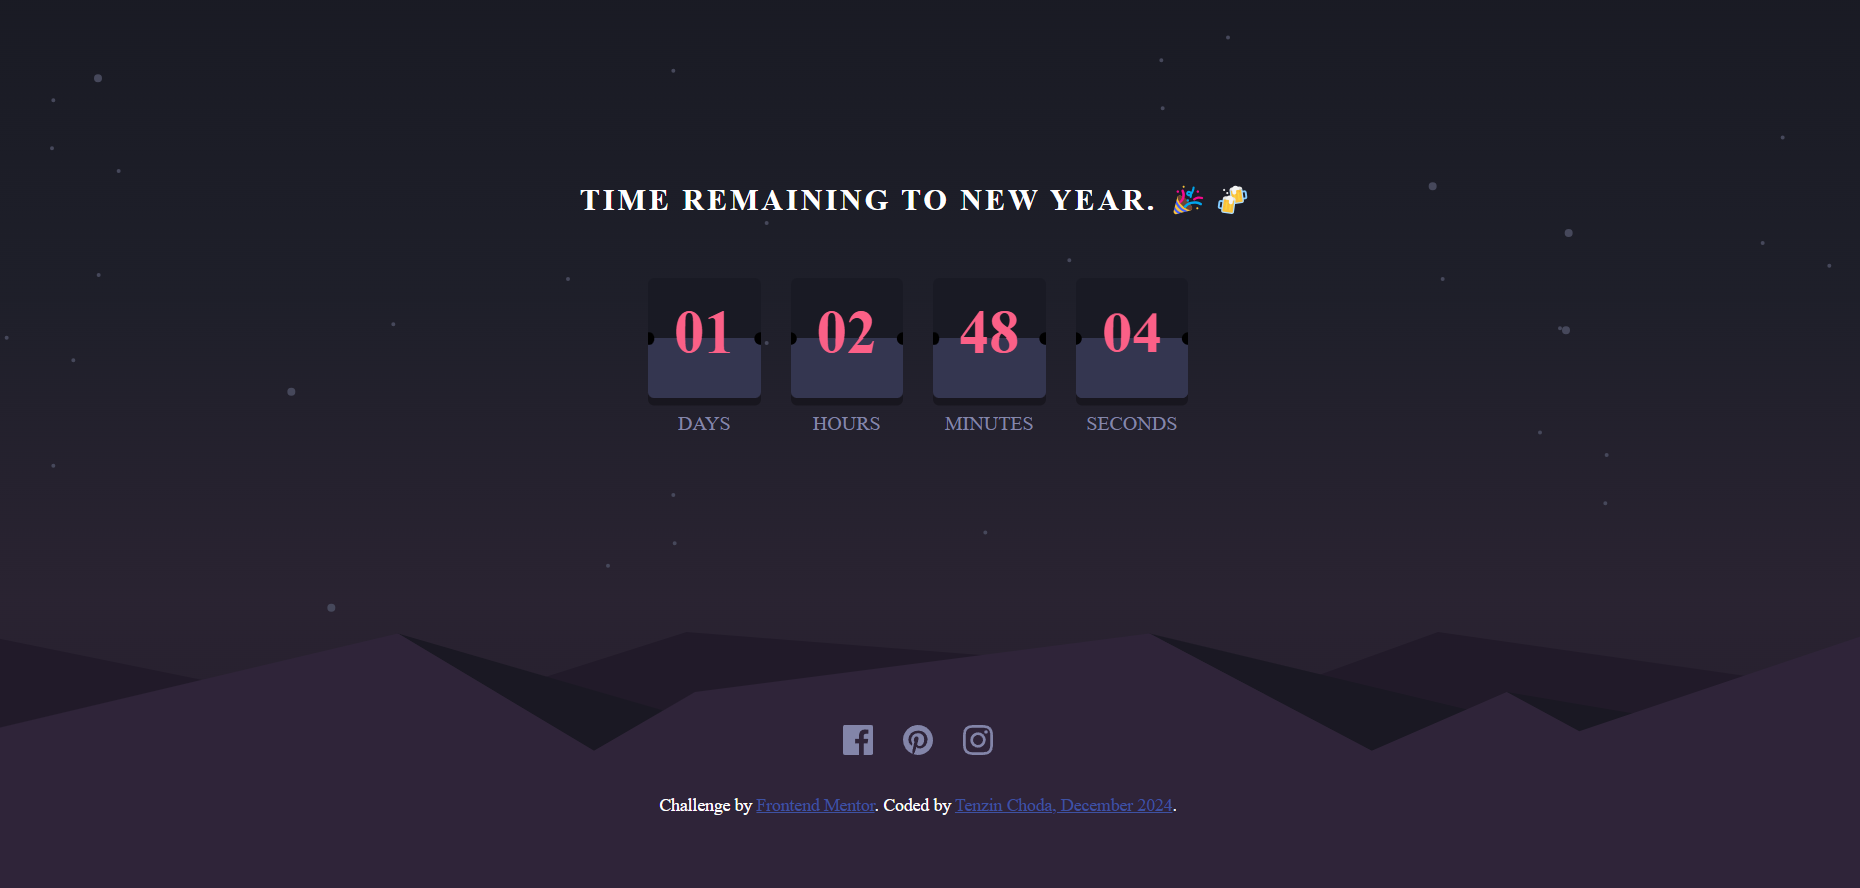 TIME REMAINING TO NEW YEAR. 🎉 🍻
01 02 48 04
DAYS HOURS MINUTES SECONDS
Challenge by Frontend Mentor. Coded by Tenzin Choda, December 2024.